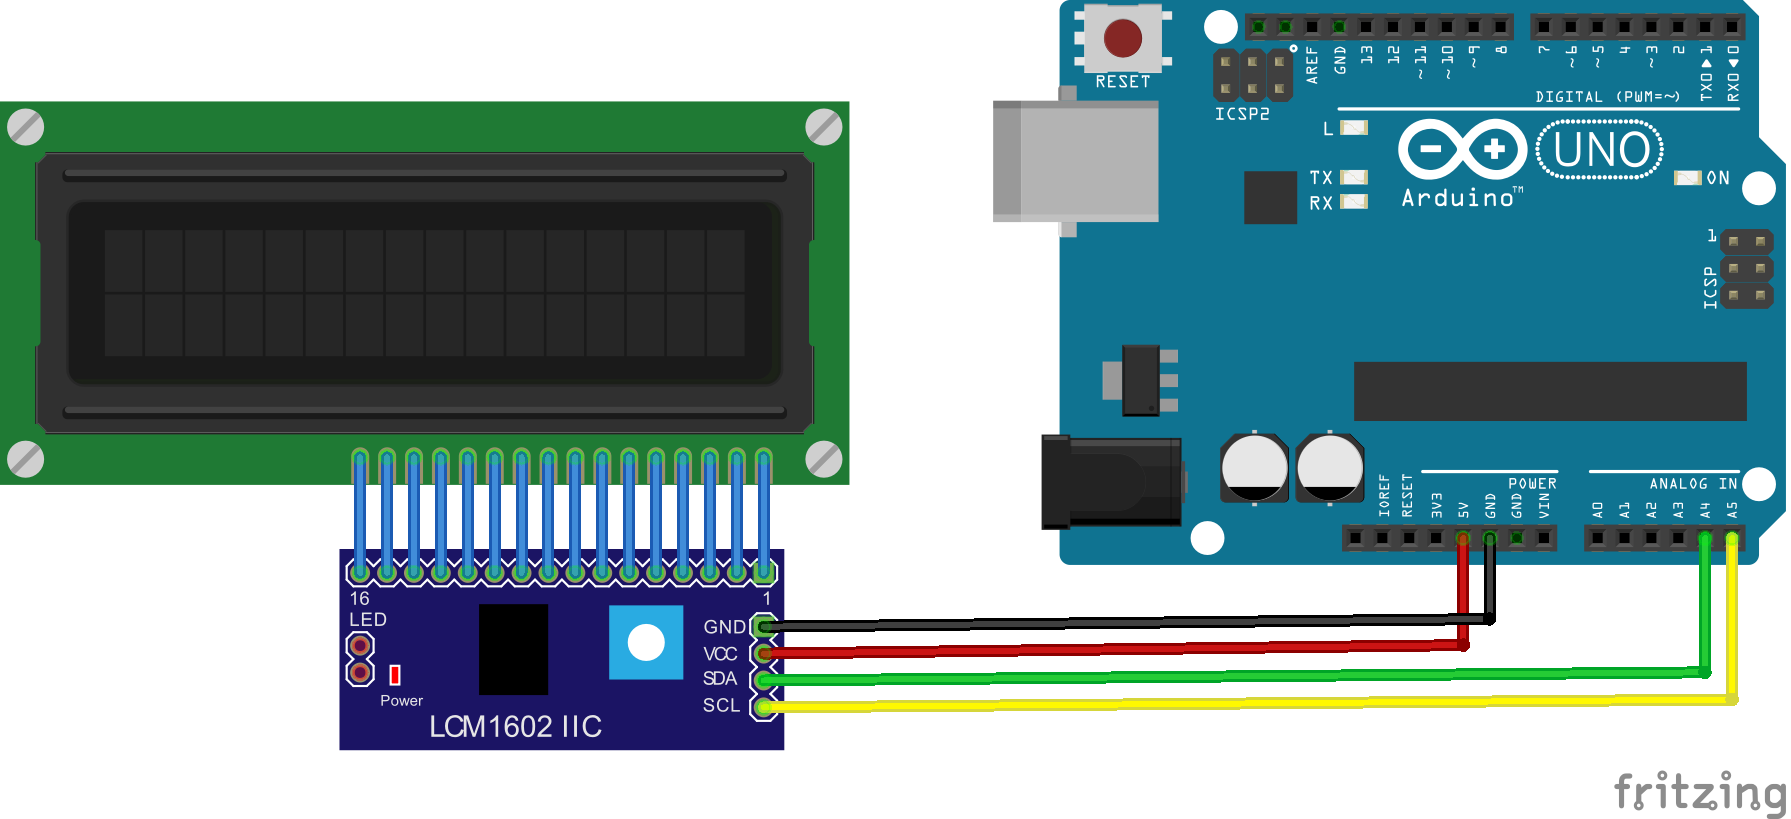 RESET
ICSP2
AREF
GND
13
12
~11
~10
~9
8
7
~6
~5
4
~3
2
TX0▶1
RX0◀0
DIGITAL (PWM=~)
L
TX
RX
UNO
ON
Arduino™
1
ICSP
POWER
ANALOG IN
IOREF
RESET
3V3
5V
GND
GND
VIN
A0
A1
A2
A3
A4
A5
16
1
LED
GND
VCC
SDA
SCL
Power
LCM1602 IIC
fritzing